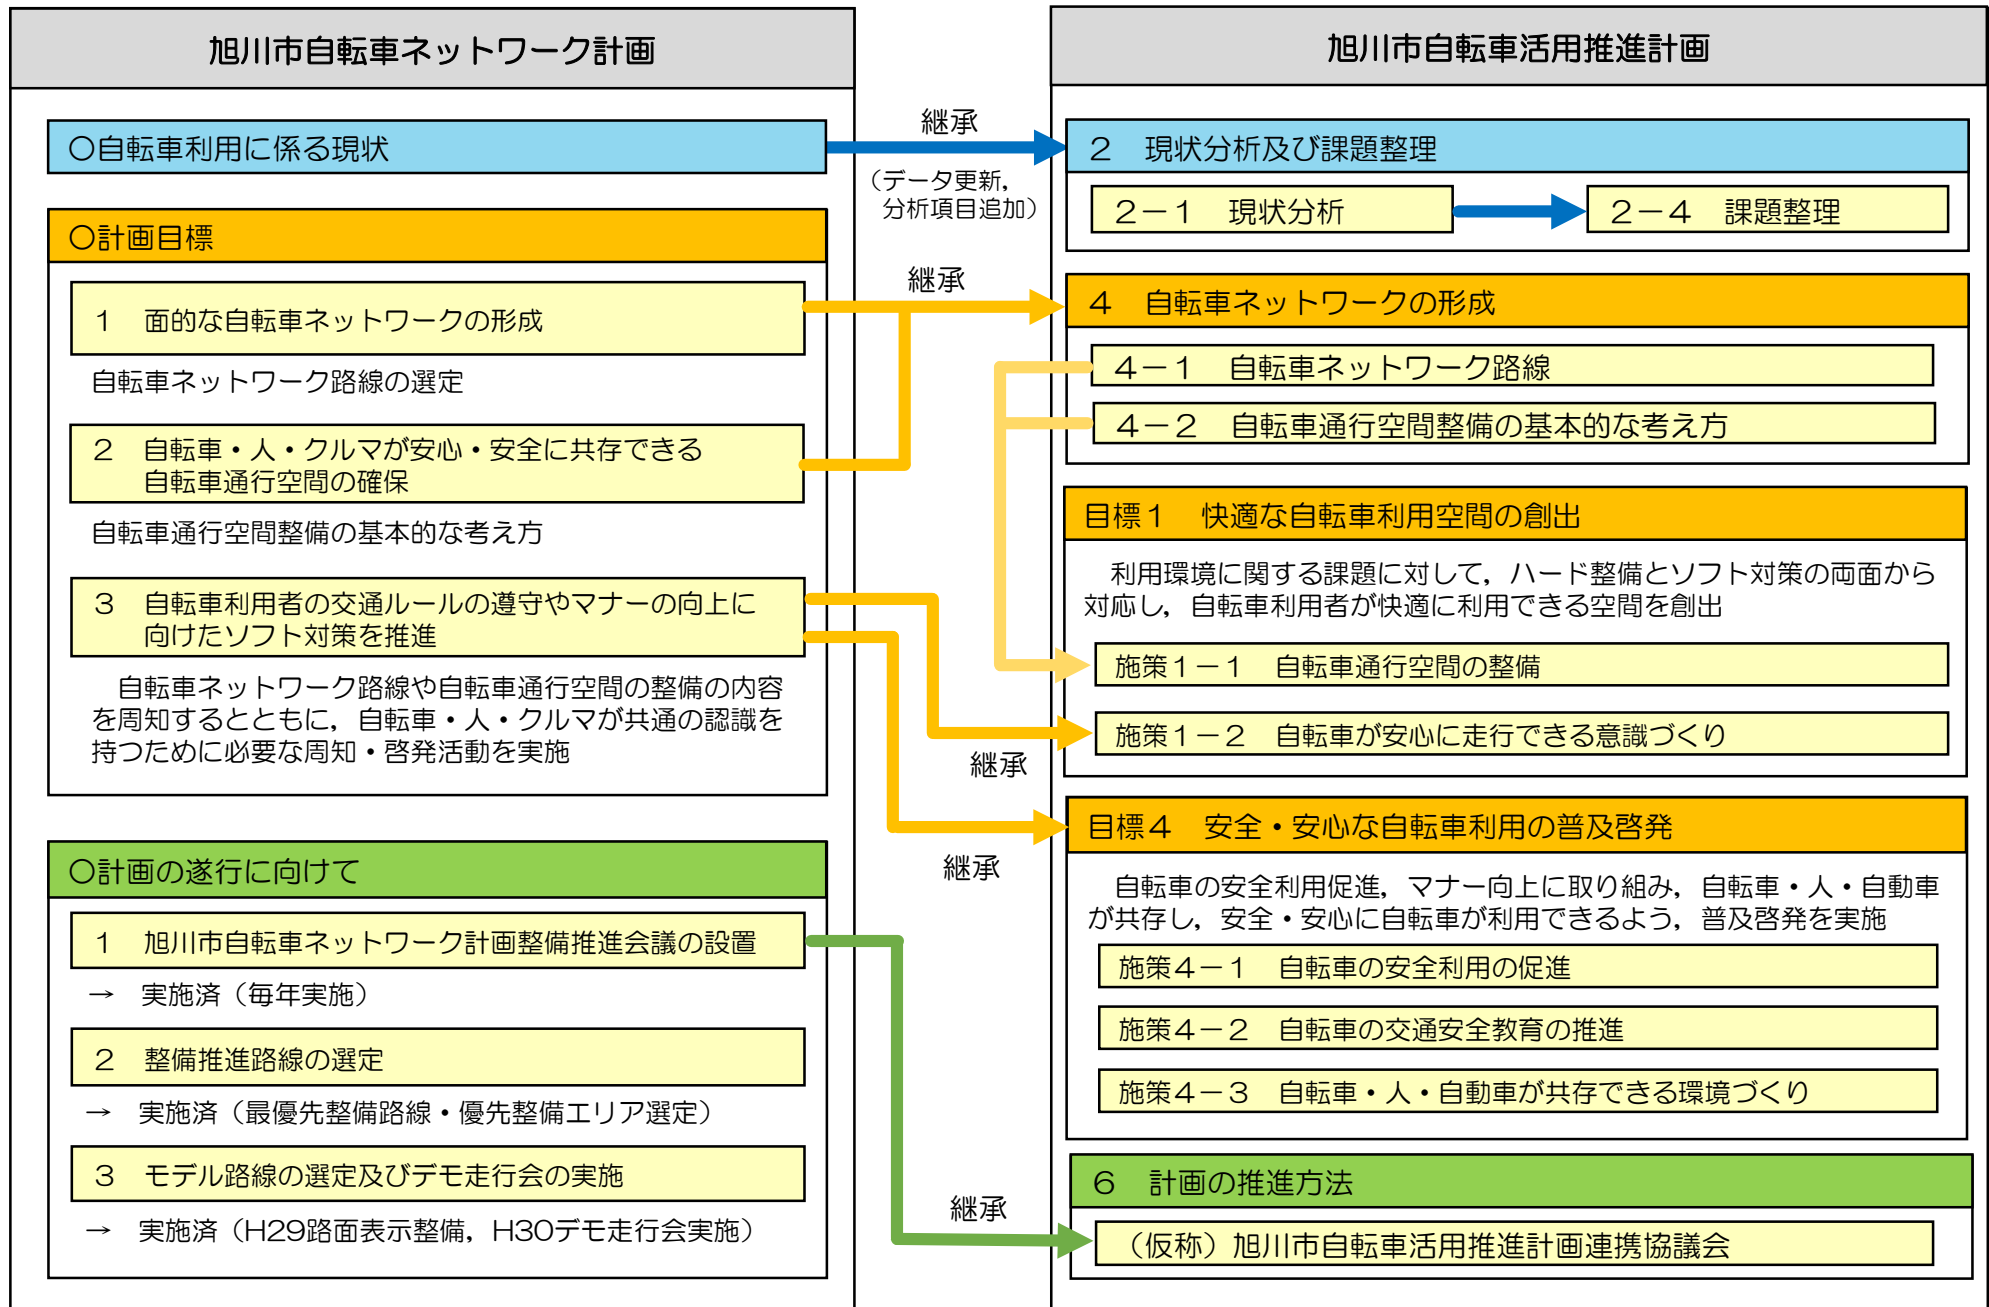 旭川市自転車ネットワーク計画
○自転車利用に係る現状
○計画目標
1 面的な自転車ネットワークの形成
自転車ネットワーク路線の選定
2 自転車・人・クルマが安心・安全に共存できる
自転車通行空間の確保
自転車通行空間整備の基本的な考え方
3 自転車利用者の交通ルールの遵守やマナーの向上に
向けたソフト対策を推進
自転車ネットワーク路線や自転車通行空間の整備の内容
を周知するとともに，自転車・人・クルマが共通の認識を
持つために必要な周知・啓発活動を実施
○計画の遂行に向けて
1 旭川市自転車ネットワーク計画整備推進会議の設置
→ 実施済（毎年実施）
2 整備推進路線の選定
→ 実施済（最優先整備路線・優先整備エリア選定）
3 モデル路線の選定及びデモ走行会の実施
→ 実施済（H29路面表示整備，H30デモ走行会実施）
継承
（データ更新，
分析項目追加）
継承
継承
継承
継承
旭川市自転車活用推進計画
2 現状分析及び課題整理
2－1 現状分析
2－4 課題整理
4 自転車ネットワークの形成
4－1 自転車ネットワーク路線
4－2 自転車通行空間整備の基本的な考え方
目標1 快適な自転車利用空間の創出
利用環境に関する課題に対して，ハード整備とソフト対策の両面から
対応し，自転車利用者が快適に利用できる空間を創出
施策1－1 自転車通行空間の整備
施策1－2 自転車が安心に走行できる意識づくり
目標4 安全・安心な自転車利用の普及啓発
自転車の安全利用促進，マナー向上に取り組み，自転車・人・自動車
が共存し，安全・安心に自転車が利用できるよう，普及啓発を実施
施策4－1 自転車の安全利用の促進
施策4－2 自転車の交通安全教育の推進
施策4－3 自転車・人・自動車が共存できる環境づくり
6 計画の推進方法
（仮称）旭川市自転車活用推進計画連携協議会